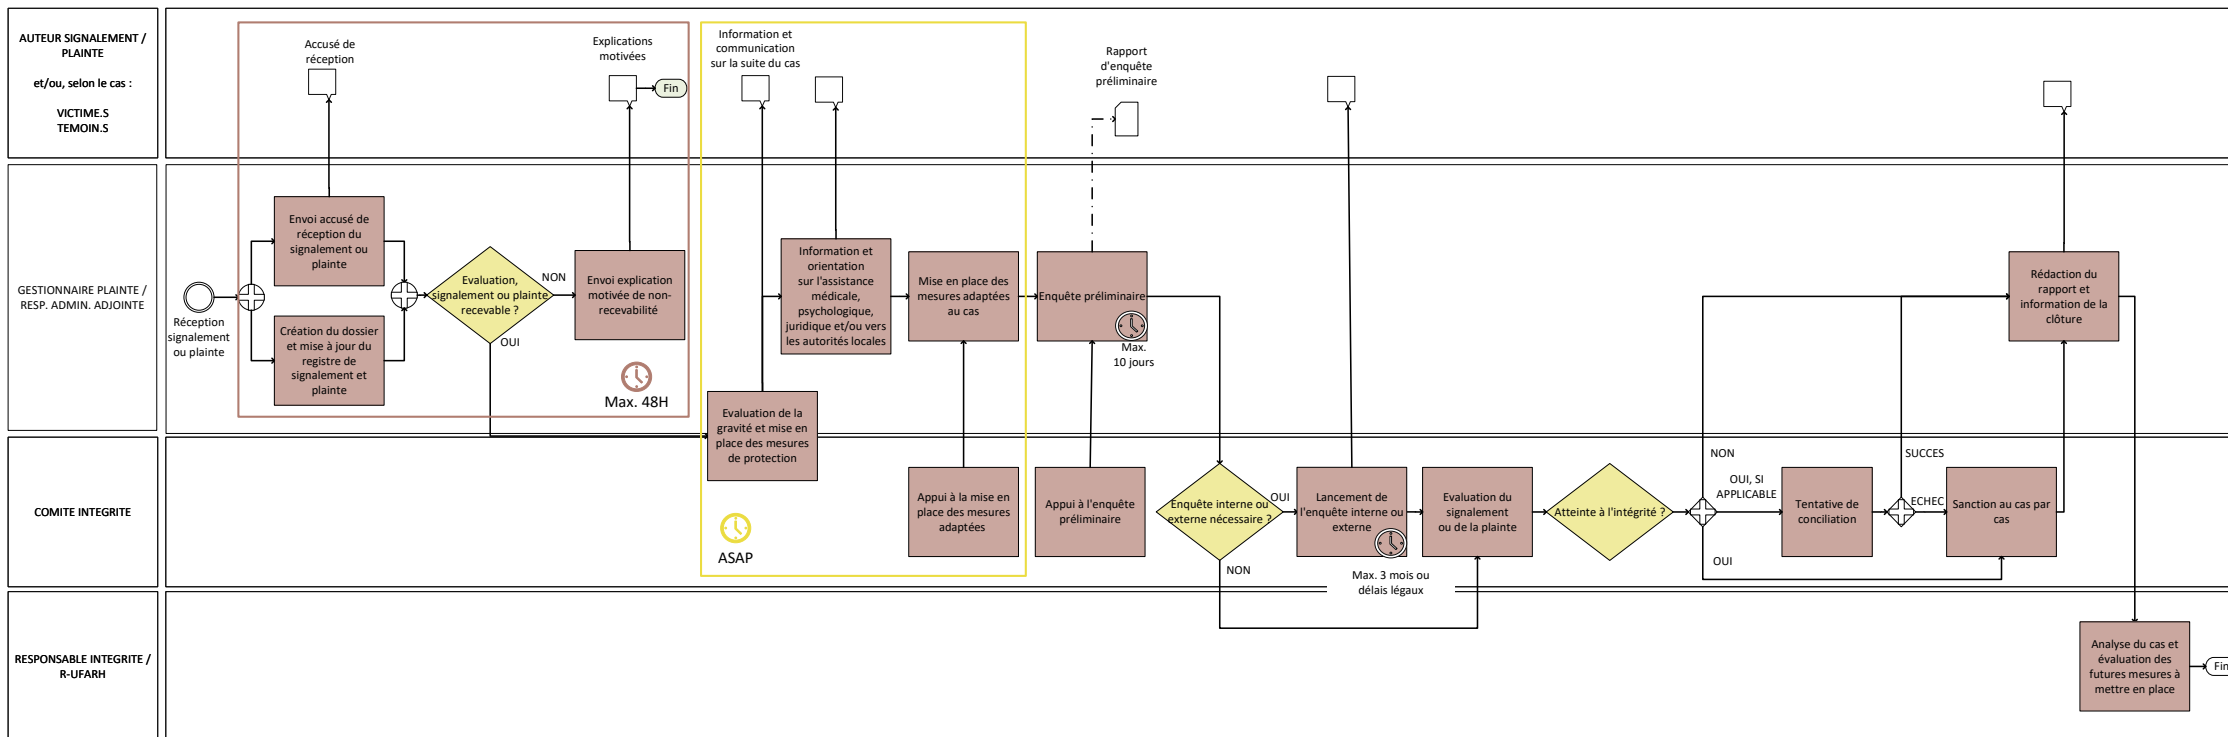 AUTEUR SIGNALEMENT /
PLAINTE
et/ou, selon le cas :
VICTIME.S
TEMOIN.S
Accusé de
réception
Explications
motivées
Fin
Information et
communication
sur la suite du cas
Rapport
d'enquête
préliminaire
GESTIONNAIRE PLAINTE /
RESP. ADMIN. ADJOINTE
Réception
signalement
ou plainte
Envoi accusé de
réception du
signalement ou
plainte
Création du dossier
et mise à jour du
registre de
signalement et
plainte
Evaluation,
signalement ou plainte
recevable ?
NON
OUI
Envoi explication
motivée de non-
recevabilité
Max. 48H
Evaluation de la
gravité et mise en
place des mesures
de protection
Information et
orientation
sur l'assistance
médicale,
psychologique,
juridique et/ou vers
les autorités locales
Mise en place des
mesures adaptées
au cas
Enquête préliminaire
Max.
10 jours
Rédaction du
rapport et
information de la
clôture
COMITE INTEGRITE
ASAP
Appui à la mise en
place des mesures
adaptées
Appui à l'enquête
préliminaire
Enquête interne ou
externe nécessaire ?
OUI
NON
Lancement de
l'enquête interne ou
externe
Max. 3 mois ou
délais légaux
Evaluation du
signalement
ou de la plainte
Atteinte à l'intégrité ?
NON
OUI, SI
APPLICABLE
OUI
Tentative de
conciliation
SUCCES
ECHEC
Sanction au cas par
cas
RESPONSABLE INTEGRITE /
R-UFARH
Analyse du cas et
évaluation des
futures mesures à
mettre en place
Fin